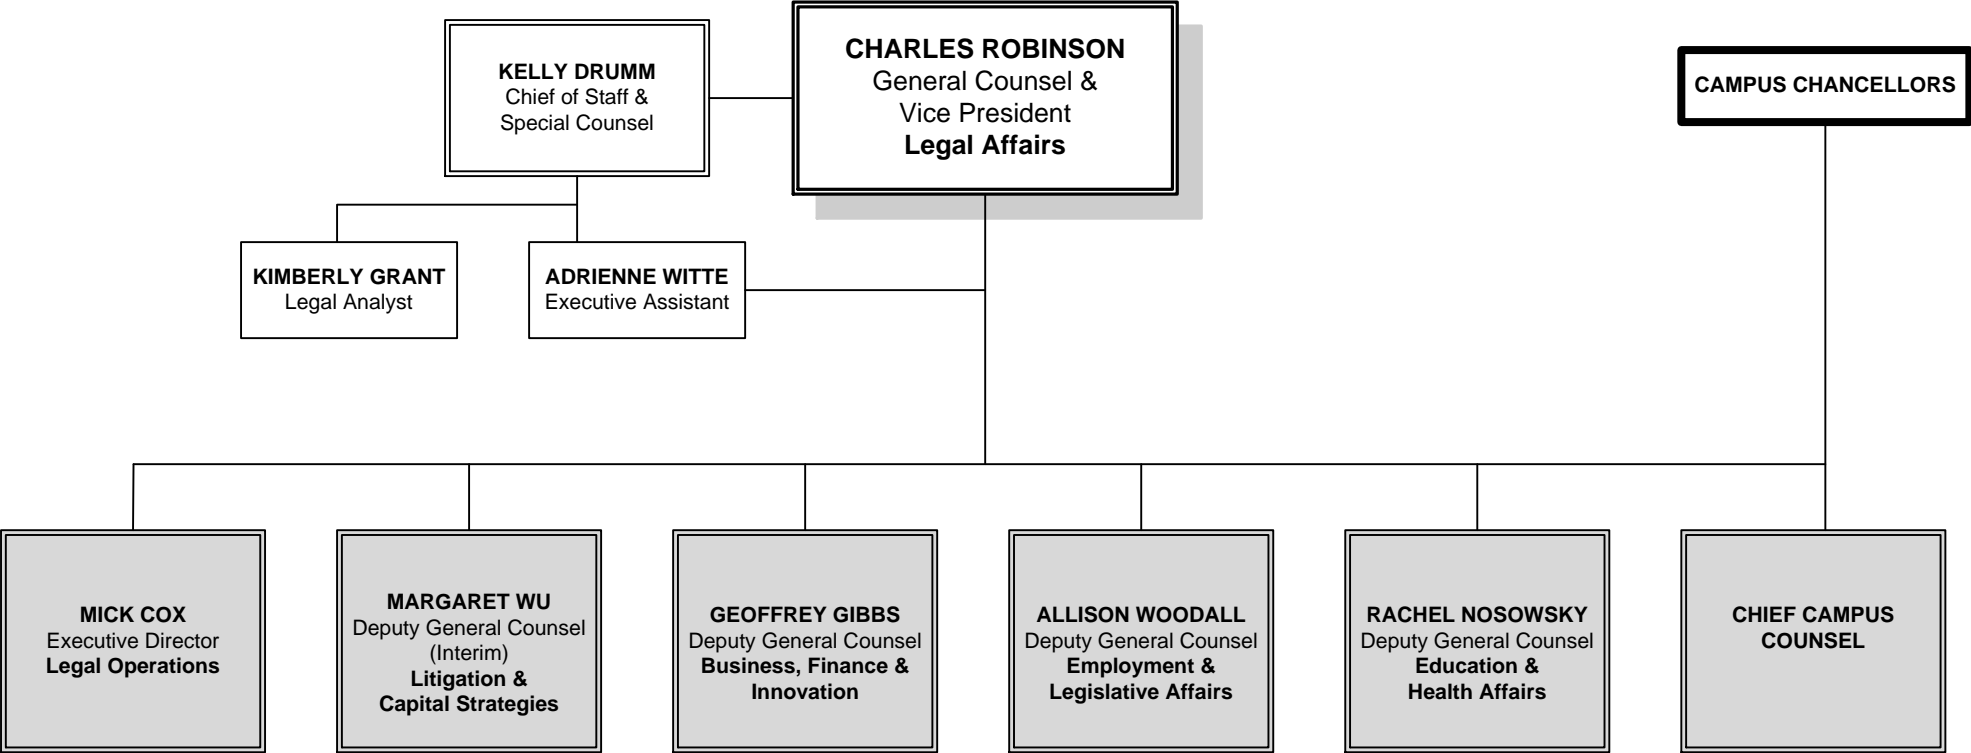 KELLY DRUMM
Chief of Staff &
Special Counsel
CHARLES ROBINSON
General Counsel &
Vice President
Legal Affairs
CAMPUS CHANCELLORS
KIMBERLY GRANT
Legal Analyst
ADRIENNE WITTE
Executive Assistant
MICK COX
Executive Director
Legal Operations
MARGARET WU
Deputy General Counsel
(Interim)
Litigation &
Capital Strategies
GEOFFREY GIBBS
Deputy General Counsel
Business, Finance &
Innovation
ALLISON WOODALL
Deputy General Counsel
Employment &
Legislative Affairs
RACHEL NOSOWSKY
Deputy General Counsel
Education &
Health Affairs
CHIEF CAMPUS
COUNSEL